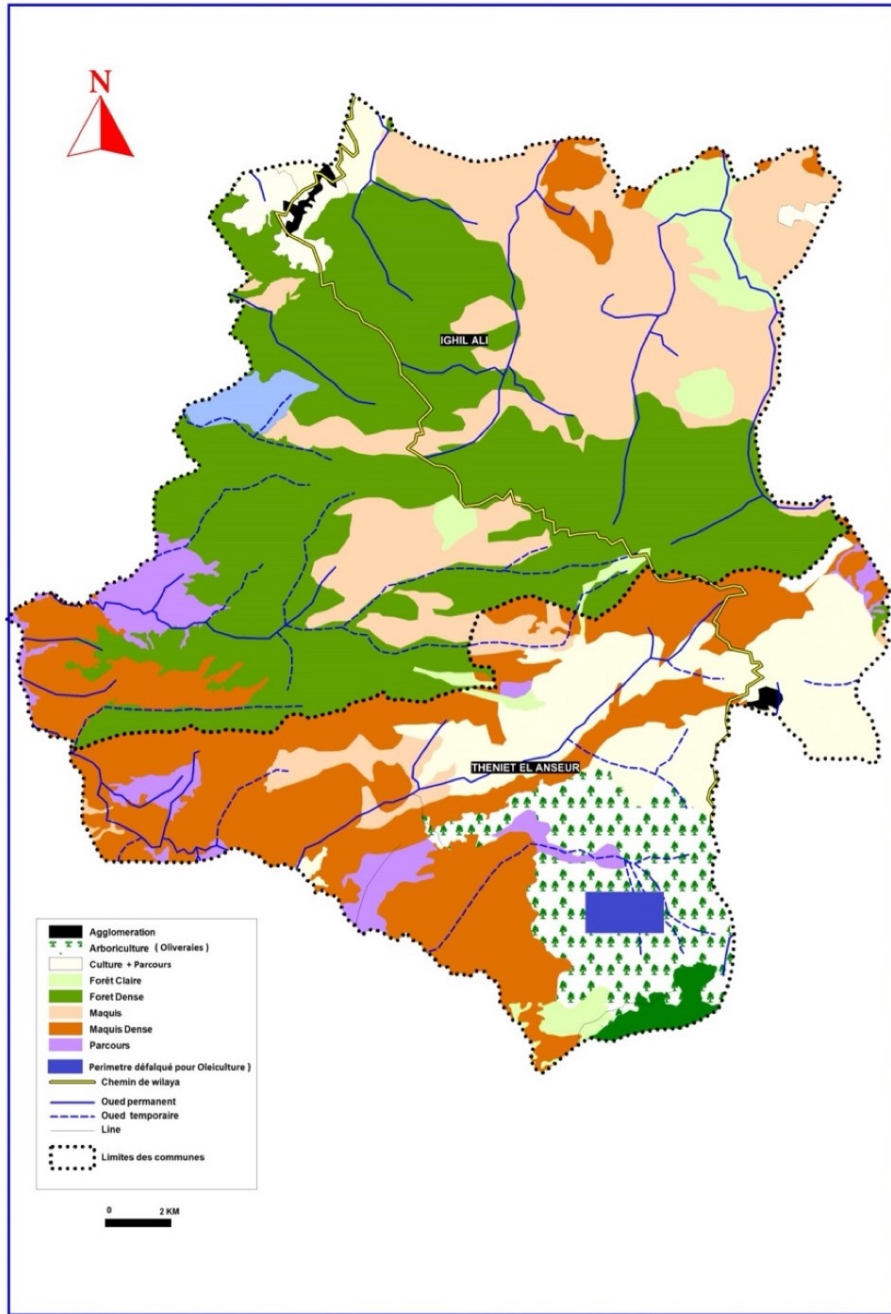 N
IGHIL ALI
THENIET EL ANSEUR
Agglomeration
Arboriculture ( Oliveraies)
Culture + Parcours
Forêt Claire
Foret Dense
Maquis
Maquis Dense
Parcours
Perimetre défalqué pour Oleiculture )
Chemin de wilaya
Oued permanent
Oued temporaire
Line
Limites des communes
0 2 KM